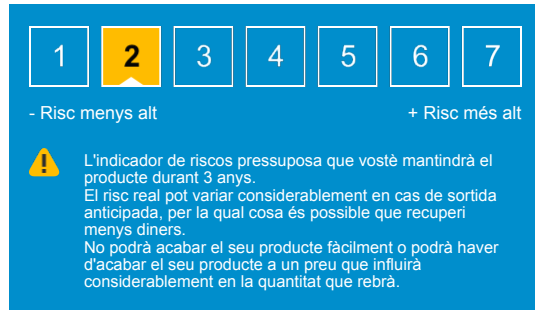 1 2 3 4 5 6 7
- Risc menys alt + Risc més alt
L'indicador de riscos pressuposa que vostè mantindrà el
producte durant 3 anys.
El risc real pot variar considerablement en cas de sortida
anticipada, per la qual cosa és possible que recuperi
menys diners.
No podrà acabar el seu producte fàcilment o podrà haver
d'acabar el seu producte a un preu que influirà
considerablement en la quantitat que rebrà.